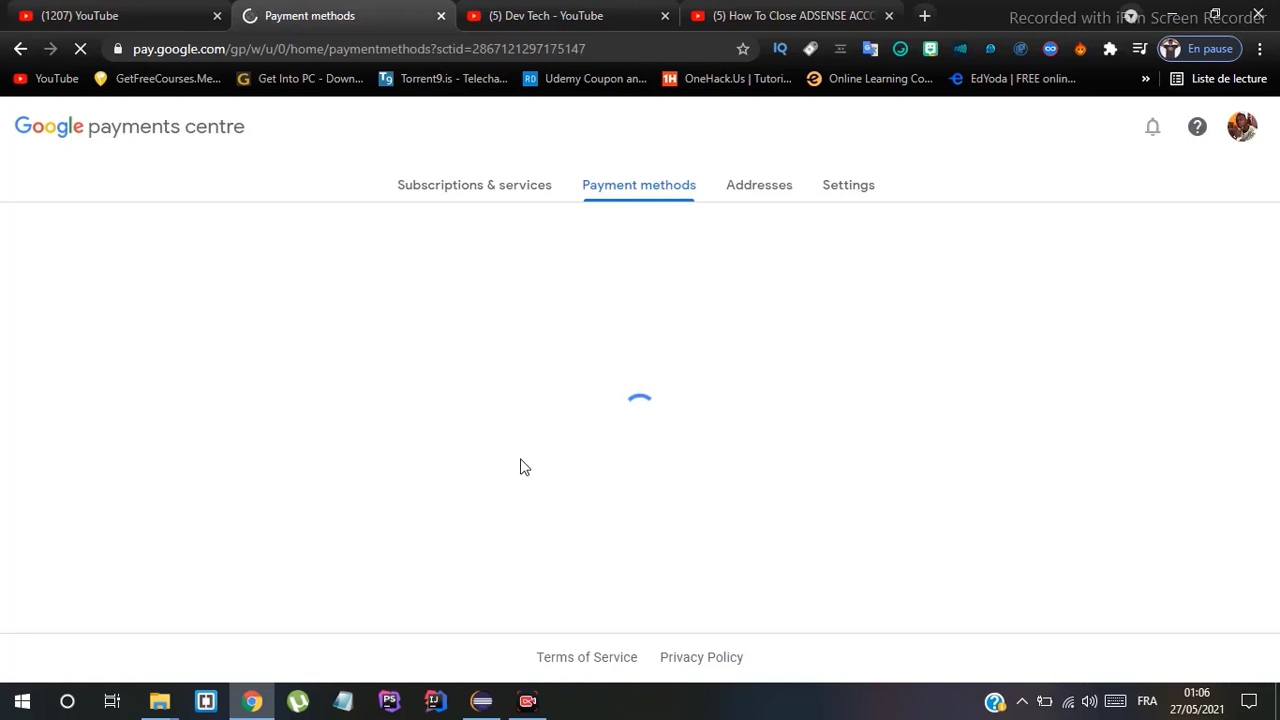 (1207) YouTube
Payment methods
(5) Dev Tech - YouTube
(5) How To Close ADSENSE ACCC
Recorded with iTop Screen Recorder
pay.google.com/gp/w/u/0/home/paymentmethods?sctid=2867121297175147
En pause
YouTube
GetFreeCourses.Me...
Get Into PC - Down...
Torrent9.is - Telecha...
Udemy Coupon an...
OneHack.Us | Tutori...
Online Learning Co...
EdYoda | FREE onlin...
»
Liste de lecture
Google payments centre
Subscriptions & services
Payment methods
Addresses
Settings
Terms of Service
Privacy Policy
FRA
01:06
27/05/2021